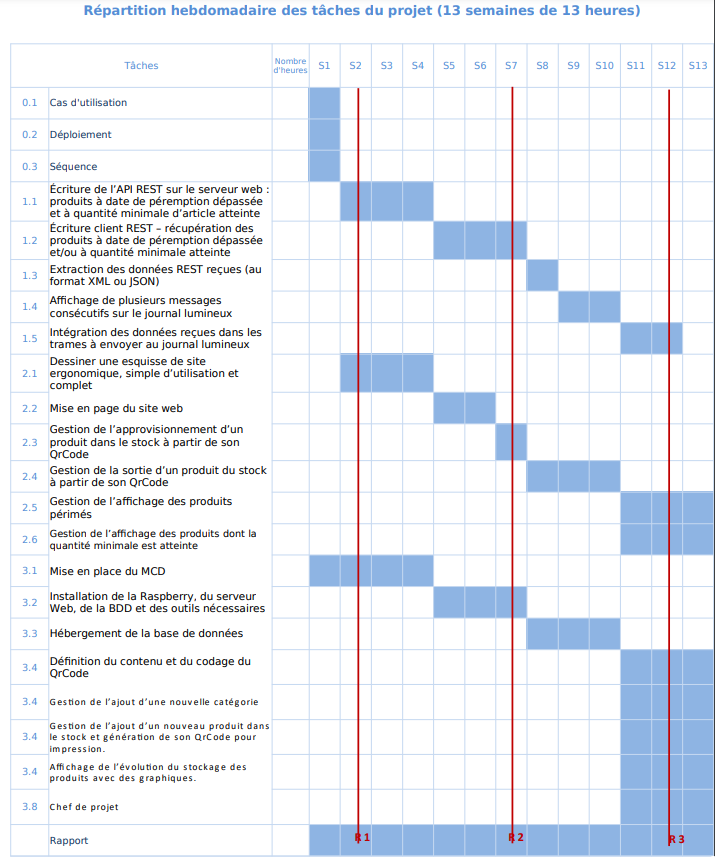 Répartition hebdomadaire des tâches du projet (13 semaines de 13 heures)
Tâches Nombre d'heures S1 S2 S3 S4 S5 S6 S7 S8 S9 S10 S11 S12 S13
0.1 Cas d'utilisation
0.2 Déploiement
0.3 Séquence
1.1 Écriture de l’API REST sur le serveur web :
produits à date de péremption dépassée
et à quantité minimale d’article atteinte
1.2 Écriture client REST – récupération des
produits à date de péremption dépassée
et/ou à quantité minimale atteinte
1.3 Extraction des données REST reçues (au
format XML ou JSON)
1.4 Affichage de plusieurs messages
consécutifs sur le journal lumineux
1.5 Intégration des données reçues dans les
trames à envoyer au journal lumineux
2.1 Dessiner une esquisse de site
ergonomique, simple d’utilisation et
complet
2.2 Mise en page du site web
2.3 Gestion de l’approvisionnement d’un
produit dans le stock à partir de son
QrCode
2.4 Gestion de la sortie d’un produit du stock
à partir de son QrCode
2.5 Gestion de l’affichage des produits
périmés
2.6 Gestion de l’affichage des produits dont la
quantité minimale est atteinte
3.1 Mise en place du MCD
3.2 Installation de la Raspberry, du serveur
Web, de la BDD et des outils nécessaires
3.3 Hébergement de la base de données
3.4 Définition du contenu et du codage du
QrCode
3.4 Gestion de l’ajout d’une nouvelle catégorie
3.4 Gestion de l’ajout d’un nouveau produit dans
le stock et génération de son QrCode pour
impression.
3.4 Affichage de l’évolution du stockage des
produits avec des graphiques.
3.8 Chef de projet
Rapport R 1 R 2 R 3